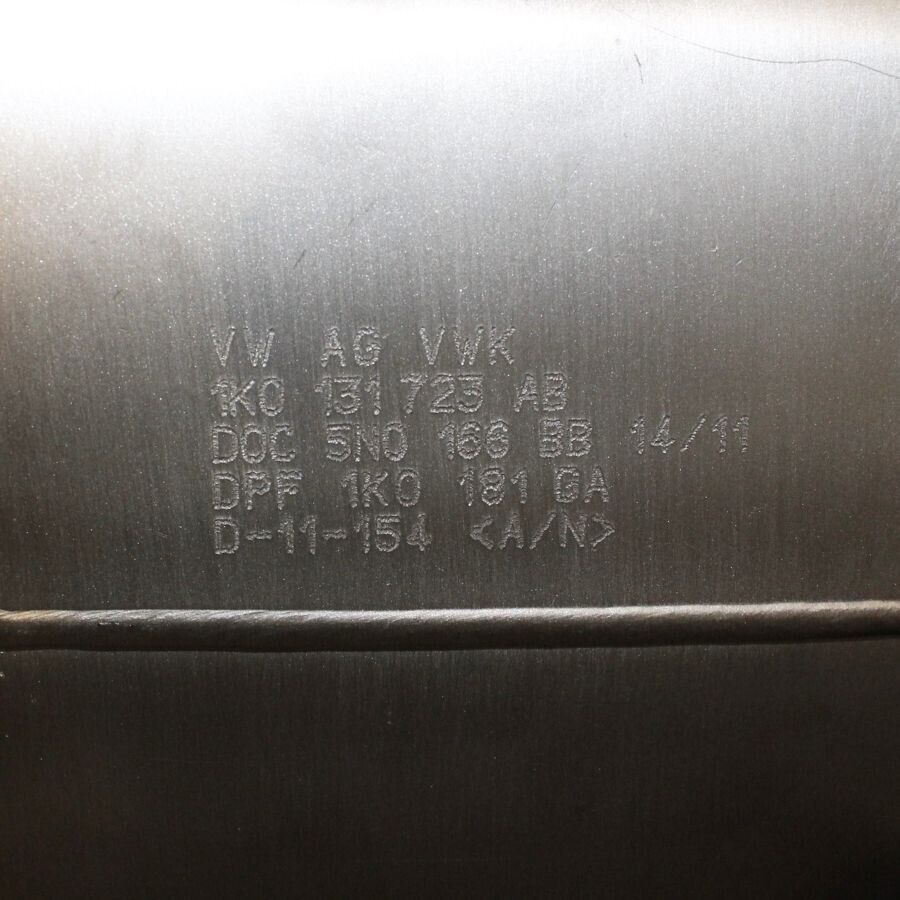 VW AG VWK
1K0 131 723 AB
DOC 5N0 166 BB 14/11
DPF 1K0 181 GA
D-11-154 <A/N>